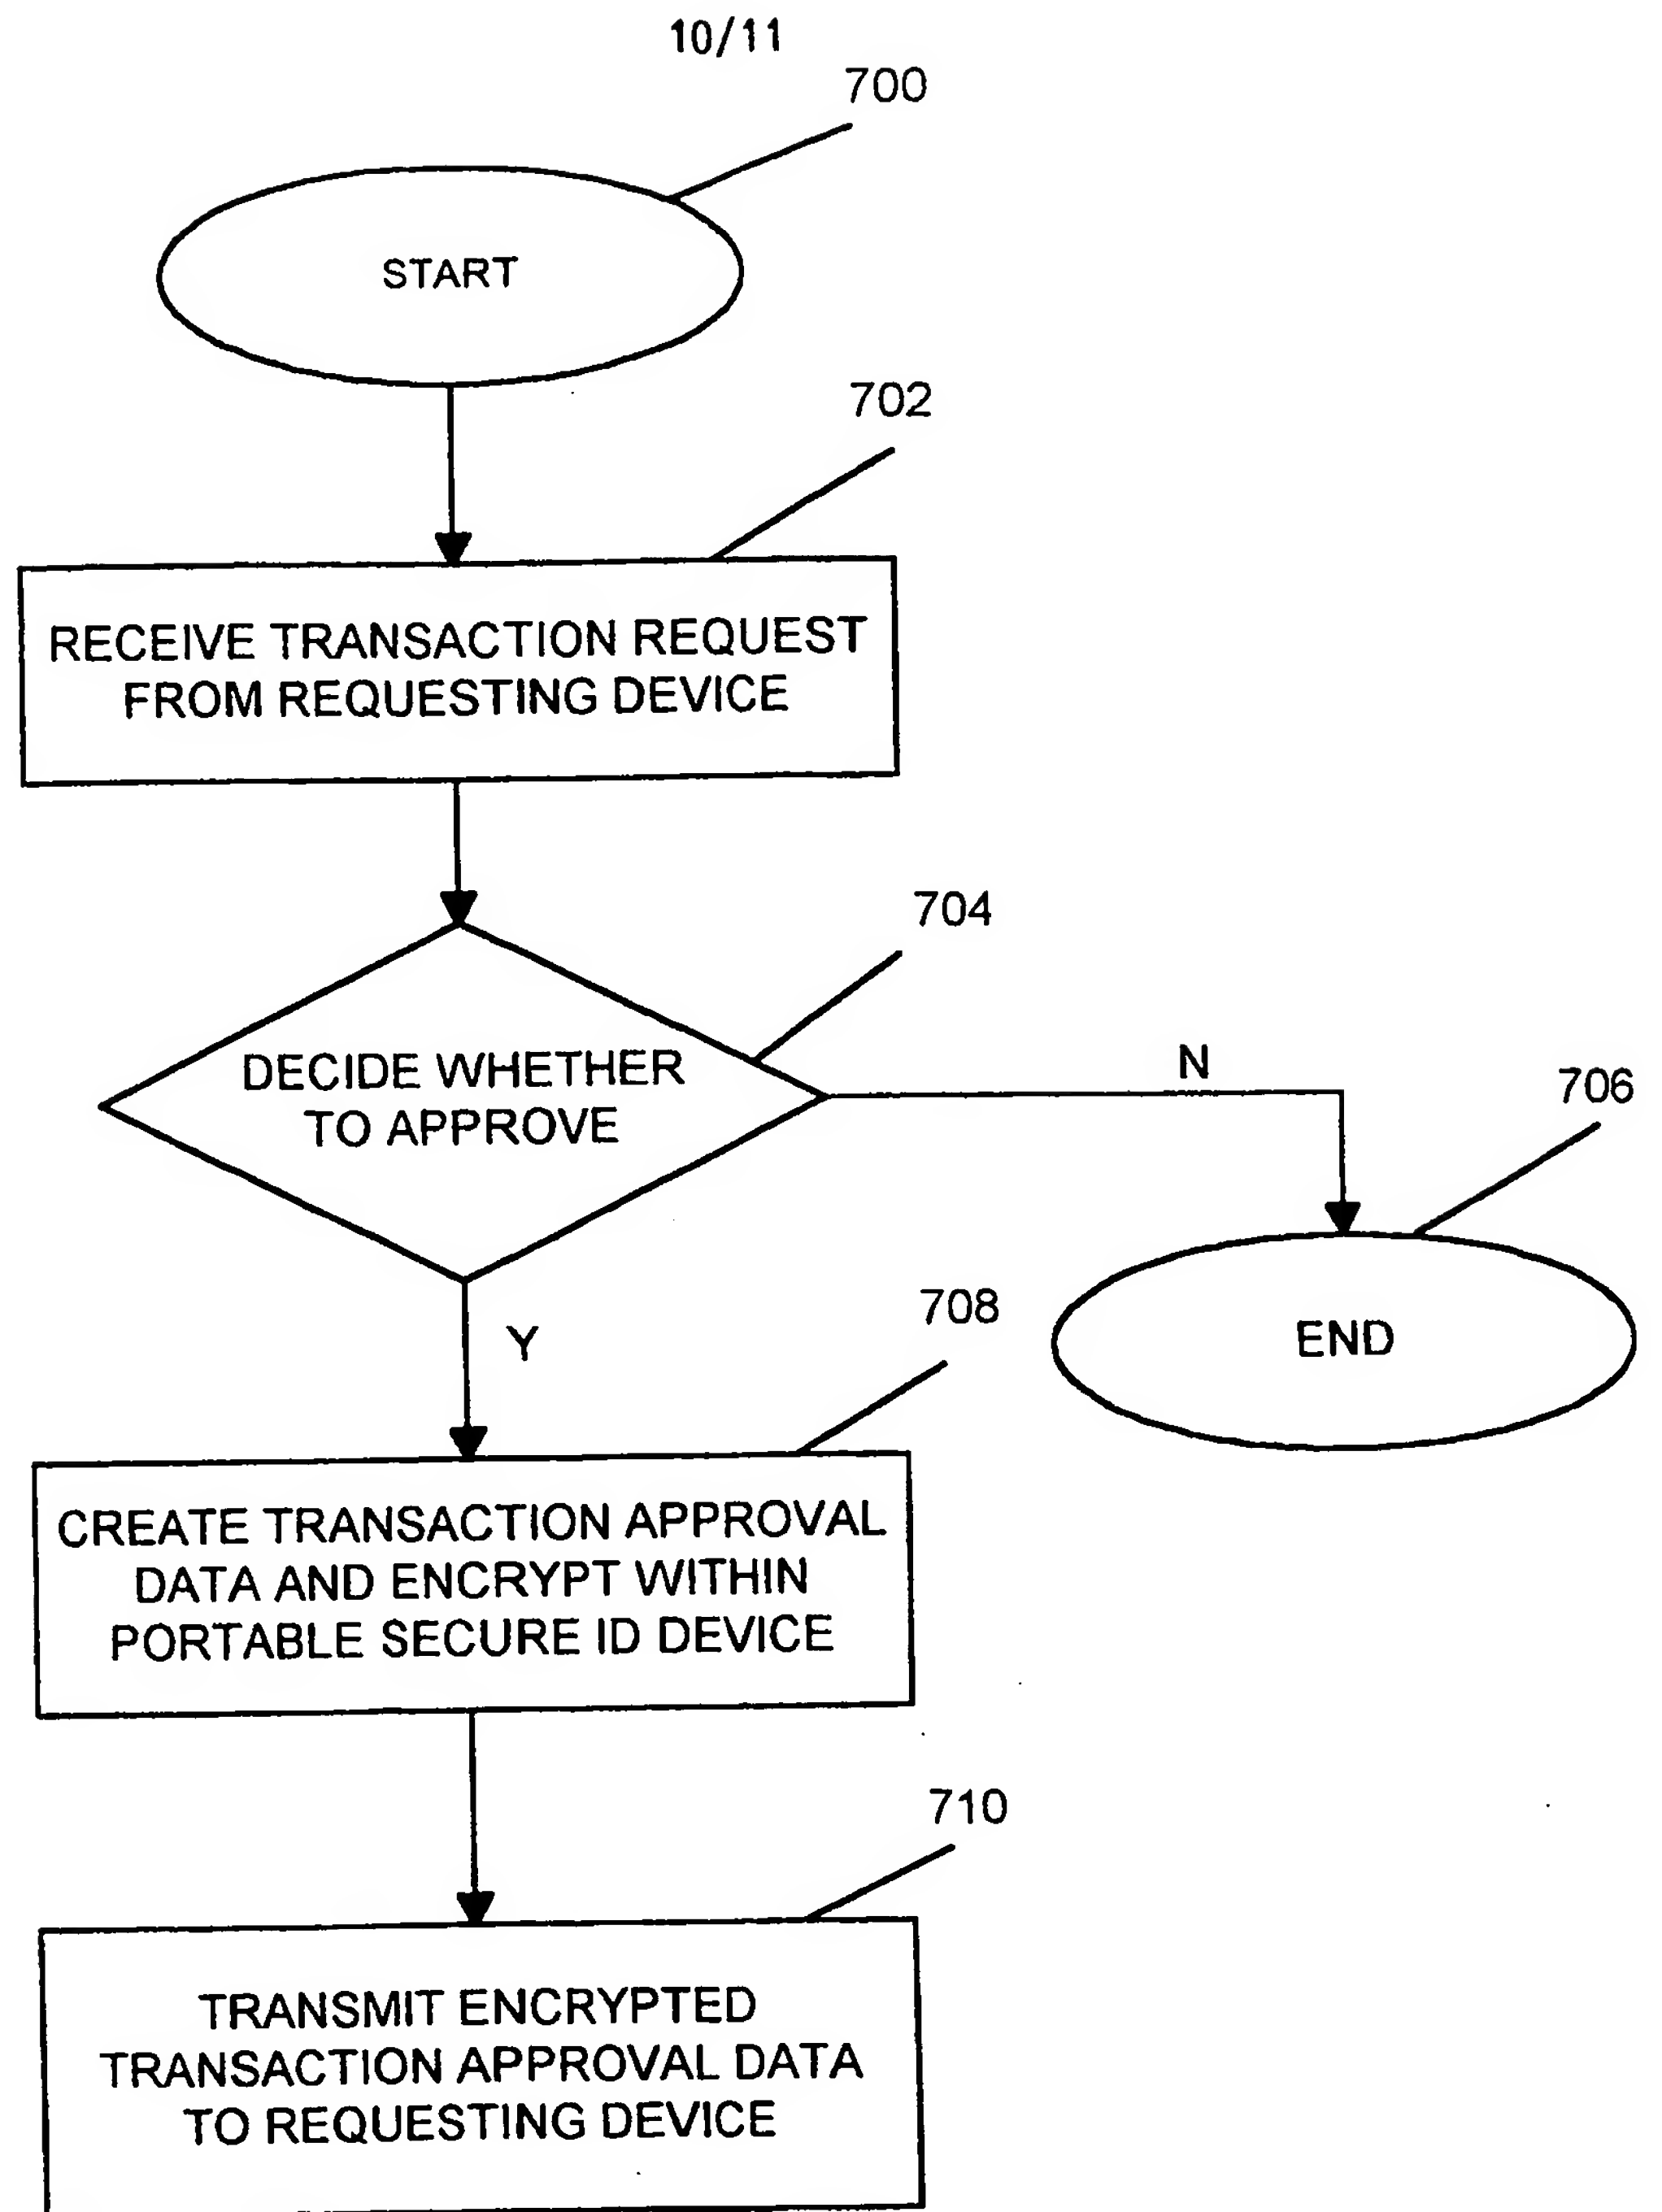 10/11
700
START
702
RECEIVE TRANSACTION REQUEST
FROM REQUESTING DEVICE
704
DECIDE WHETHER
TO APPROVE
N
706
END
Y
708
CREATE TRANSACTION APPROVAL
DATA AND ENCRYPT WITHIN
PORTABLE SECURE ID DEVICE
710
TRANSMIT ENCRYPTED
TRANSACTION APPROVAL DATA
TO REQUESTING DEVICE